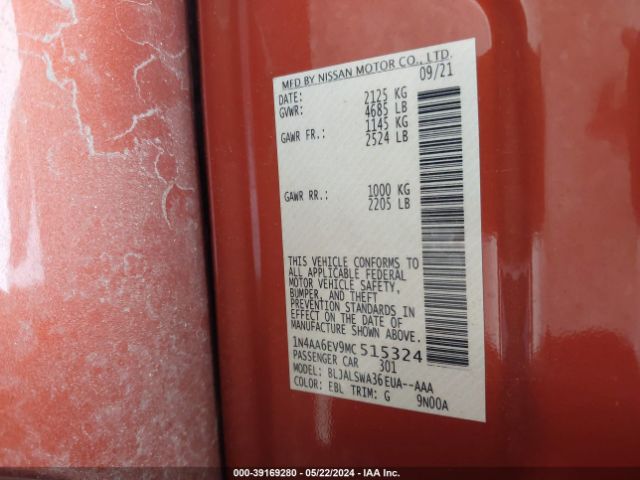 MFD BY NISSAN MOTOR CO., LTD.
DATE: 09/21
GVWR: 2125 KG
4685 LB
GAWR FR.: 1145 KG
2524 LB
GAWR RR.: 1000 KG
2205 LB
THIS VEHICLE CONFORMS TO
ALL APPLICABLE FEDERAL
MOTOR VEHICLE SAFETY,
BUMPER, AND THEFT
PREVENTION STANDARDS IN
EFFECT ON THE DATE OF
MANUFACTURE SHOWN ABOVE.
1N4AA6EV9MC515324
PASSENGER CAR 301
MODEL: BLJALSWA36EUA--AAA
COLOR: EBL TRIM: G 9N00A
000-39169280 - 05/22/2024 - IAA Inc.